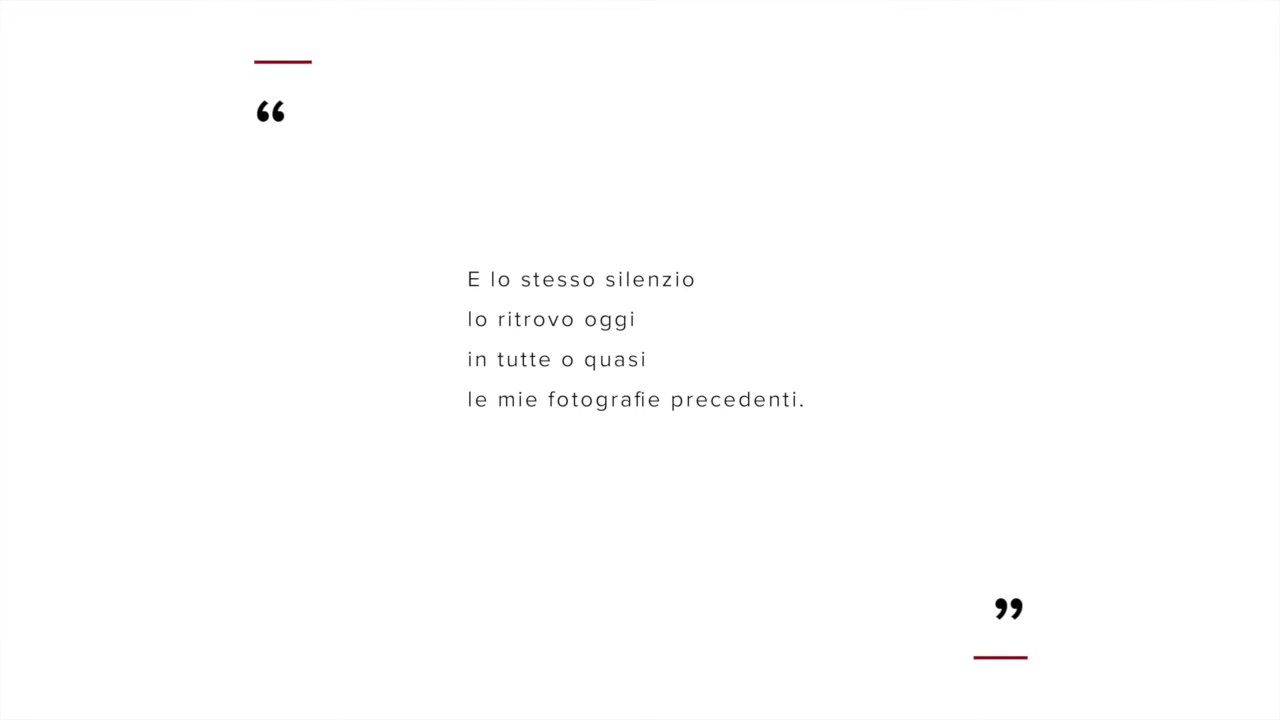 “
E lo stesso silenzio
lo ritrovo oggi
in tutte o quasi
le mie fotografie precedenti.
”